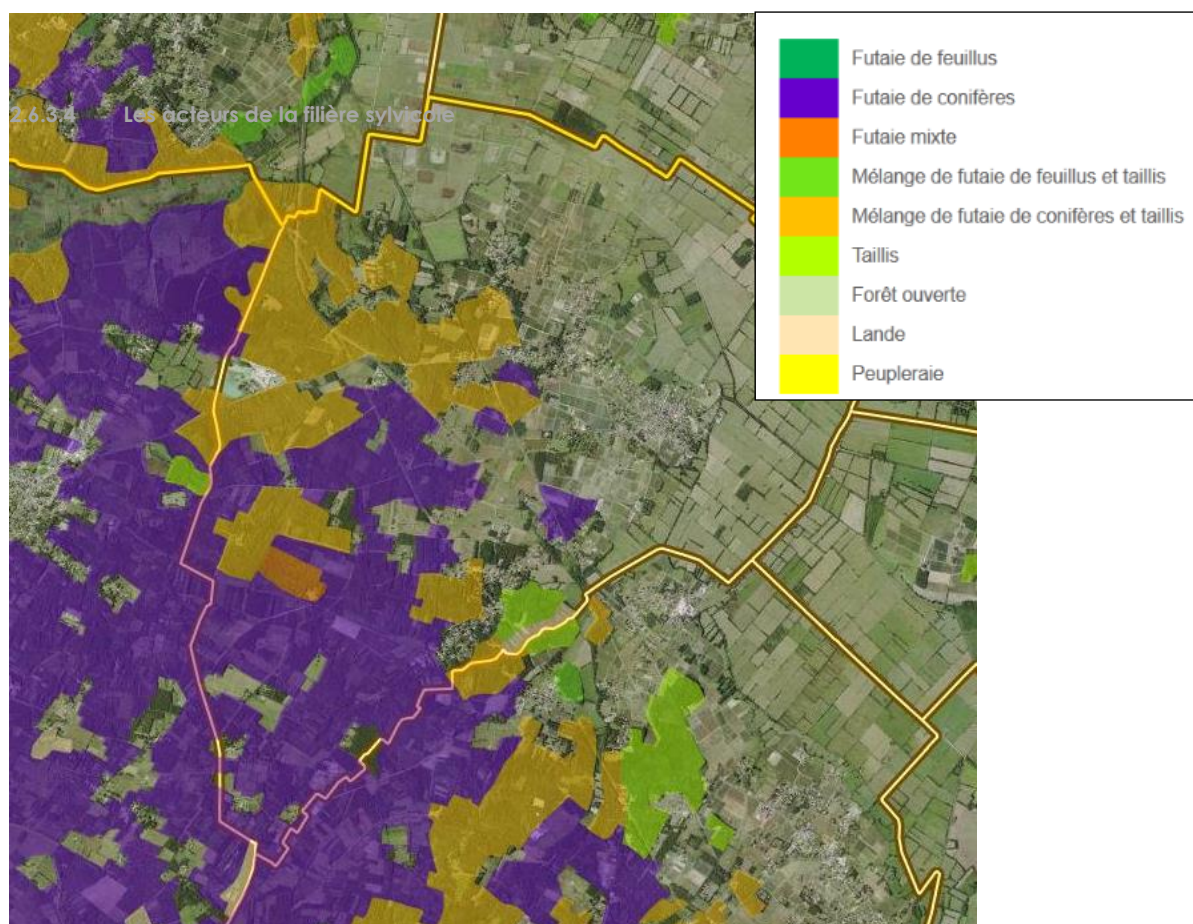 2.6.3.4 Les acteurs de la filière sylvicole
Futaie de feuillus
Futaie de conifères
Futaie mixte
Mélange de futaie de feuillus et taillis
Mélange de futaie de conifères et taillis
Taillis
Forêt ouverte
Lande
Peupleraie